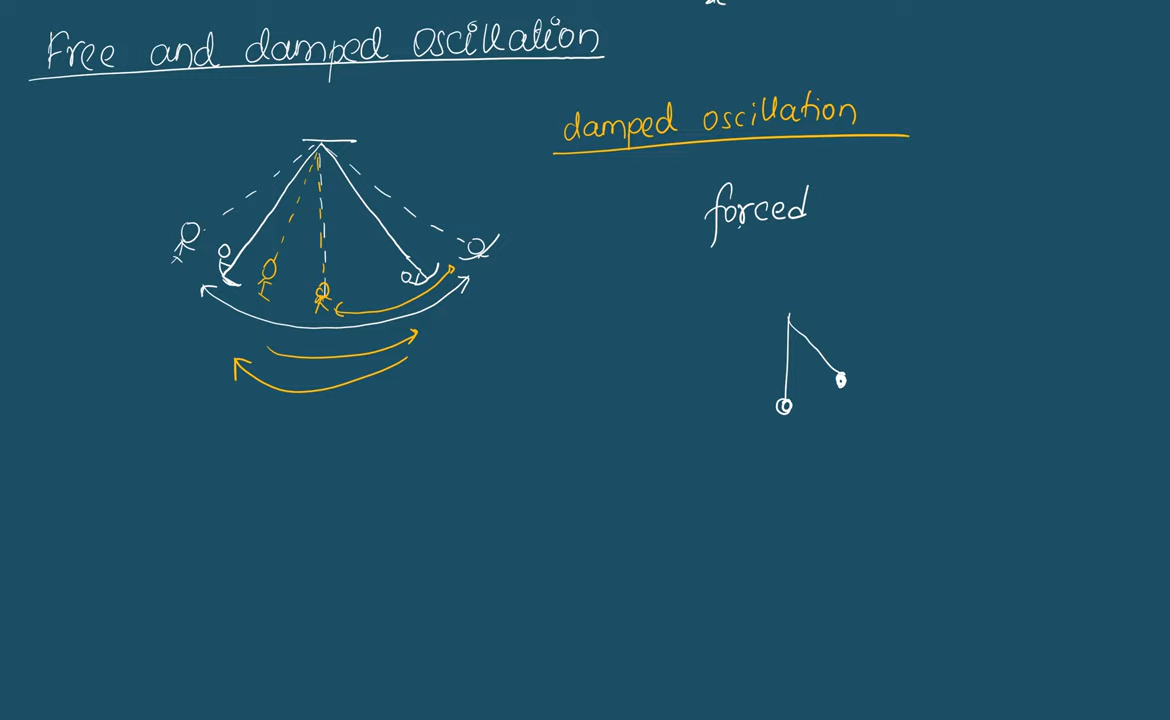 Free and damped oscillation
damped oscillation
forced